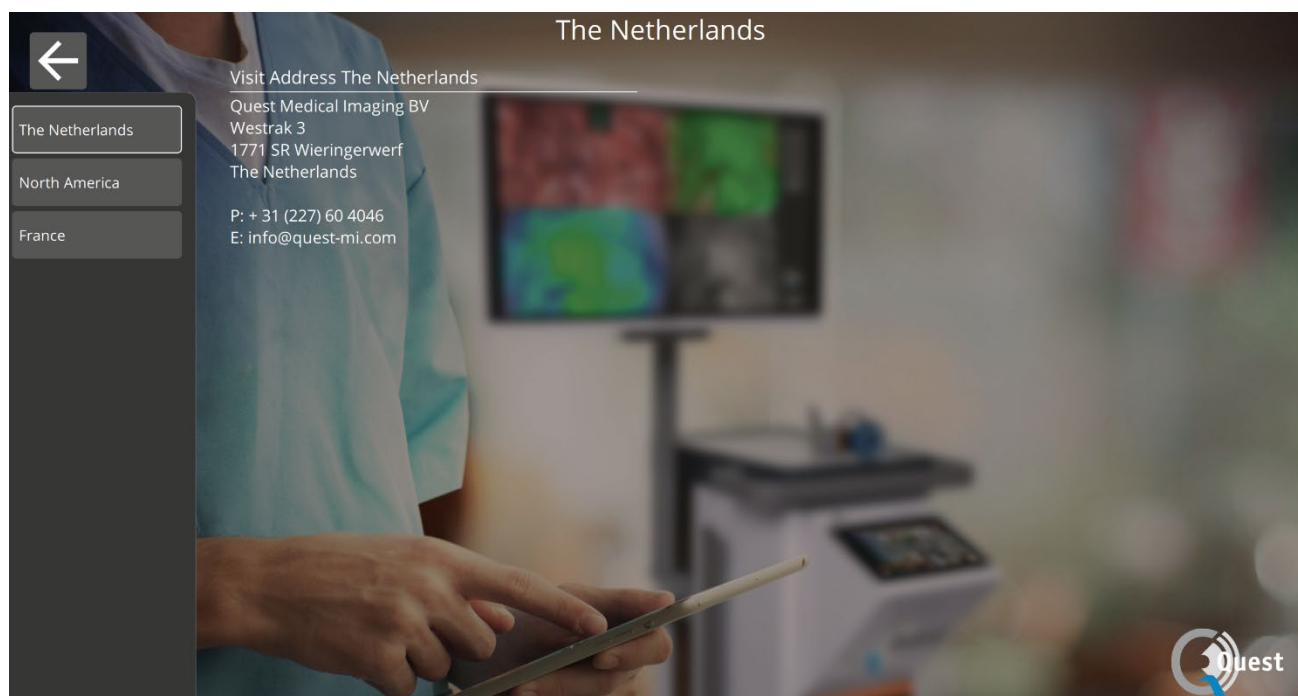 The Netherlands
Visit Address The Netherlands
The Netherlands
North America
France
Quest Medical Imaging BV
Westrak 3
1771 SR Wieringerwerf
The Netherlands
P: + 31 (227) 60 4046
E: info@quest-mi.com
Quest